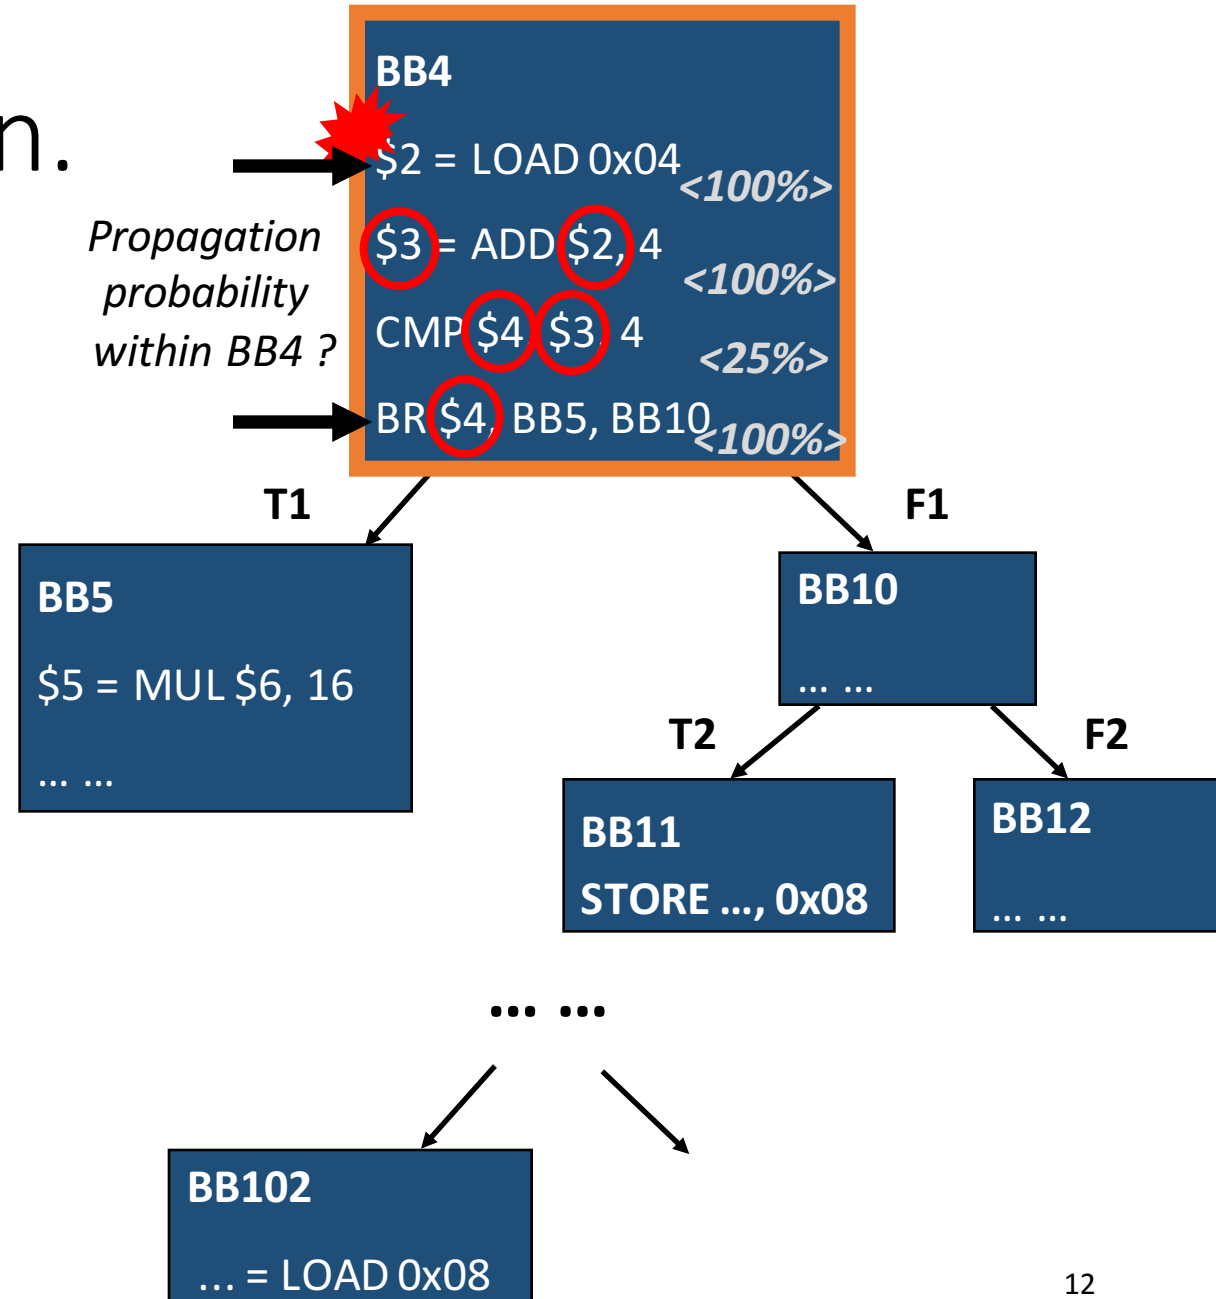 n.
BB4
$2 = LOAD 0x04
<100%>
Propagation
probability
within BB4 ?
$3 = ADD $2, 4
<100%>
CMP $4, $3, 4
<25%>
BR $4, BB5, BB10
<100%>
T1
F1
BB5
$5 = MUL $6, 16
... ...
BB10
... ...
T2
F2
BB11
STORE ..., 0x08
BB12
... ...
... ...
BB102
... = LOAD 0x08
12